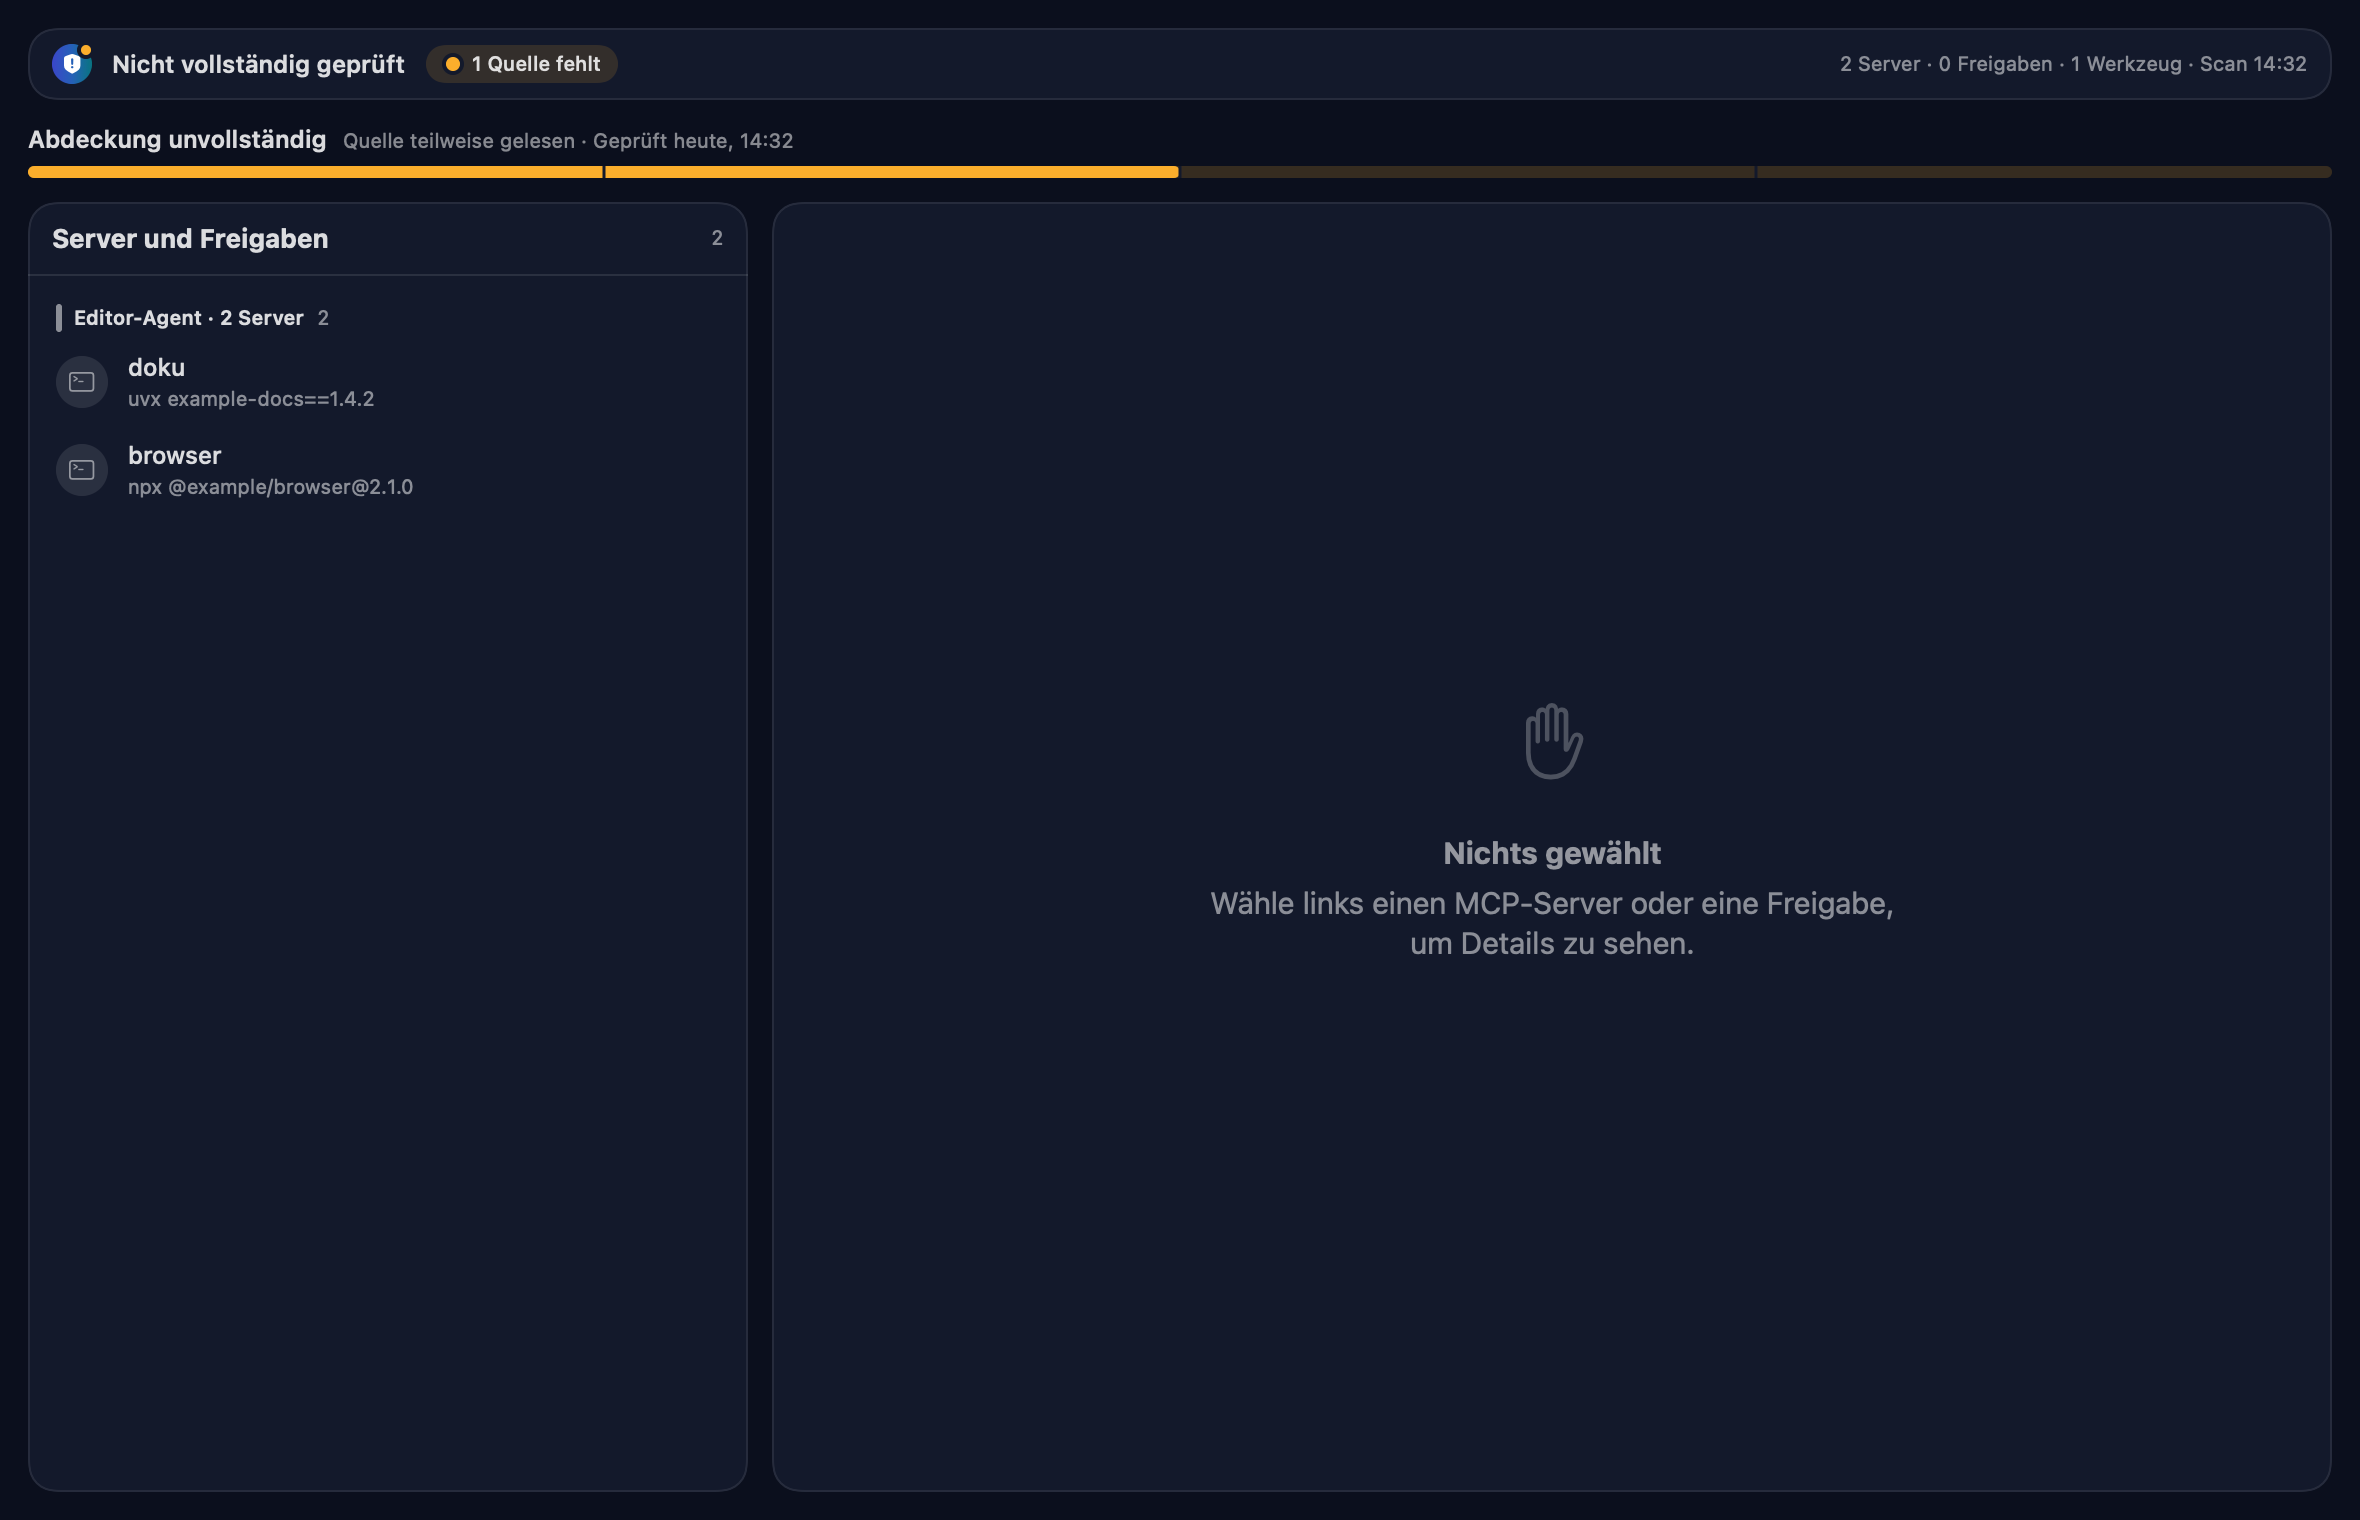 Nicht vollständig geprüft
1 Quelle fehlt
2 Server · 0 Freigaben · 1 Werkzeug · Scan 14:32
Abdeckung unvollständig Quelle teilweise gelesen · Geprüft heute, 14:32
Server und Freigaben 2
Editor-Agent · 2 Server 2
doku
uvx example-docs==1.4.2
browser
npx @example/browser@2.1.0
Nichts gewählt
Wähle links einen MCP-Server oder eine Freigabe,
um Details zu sehen.